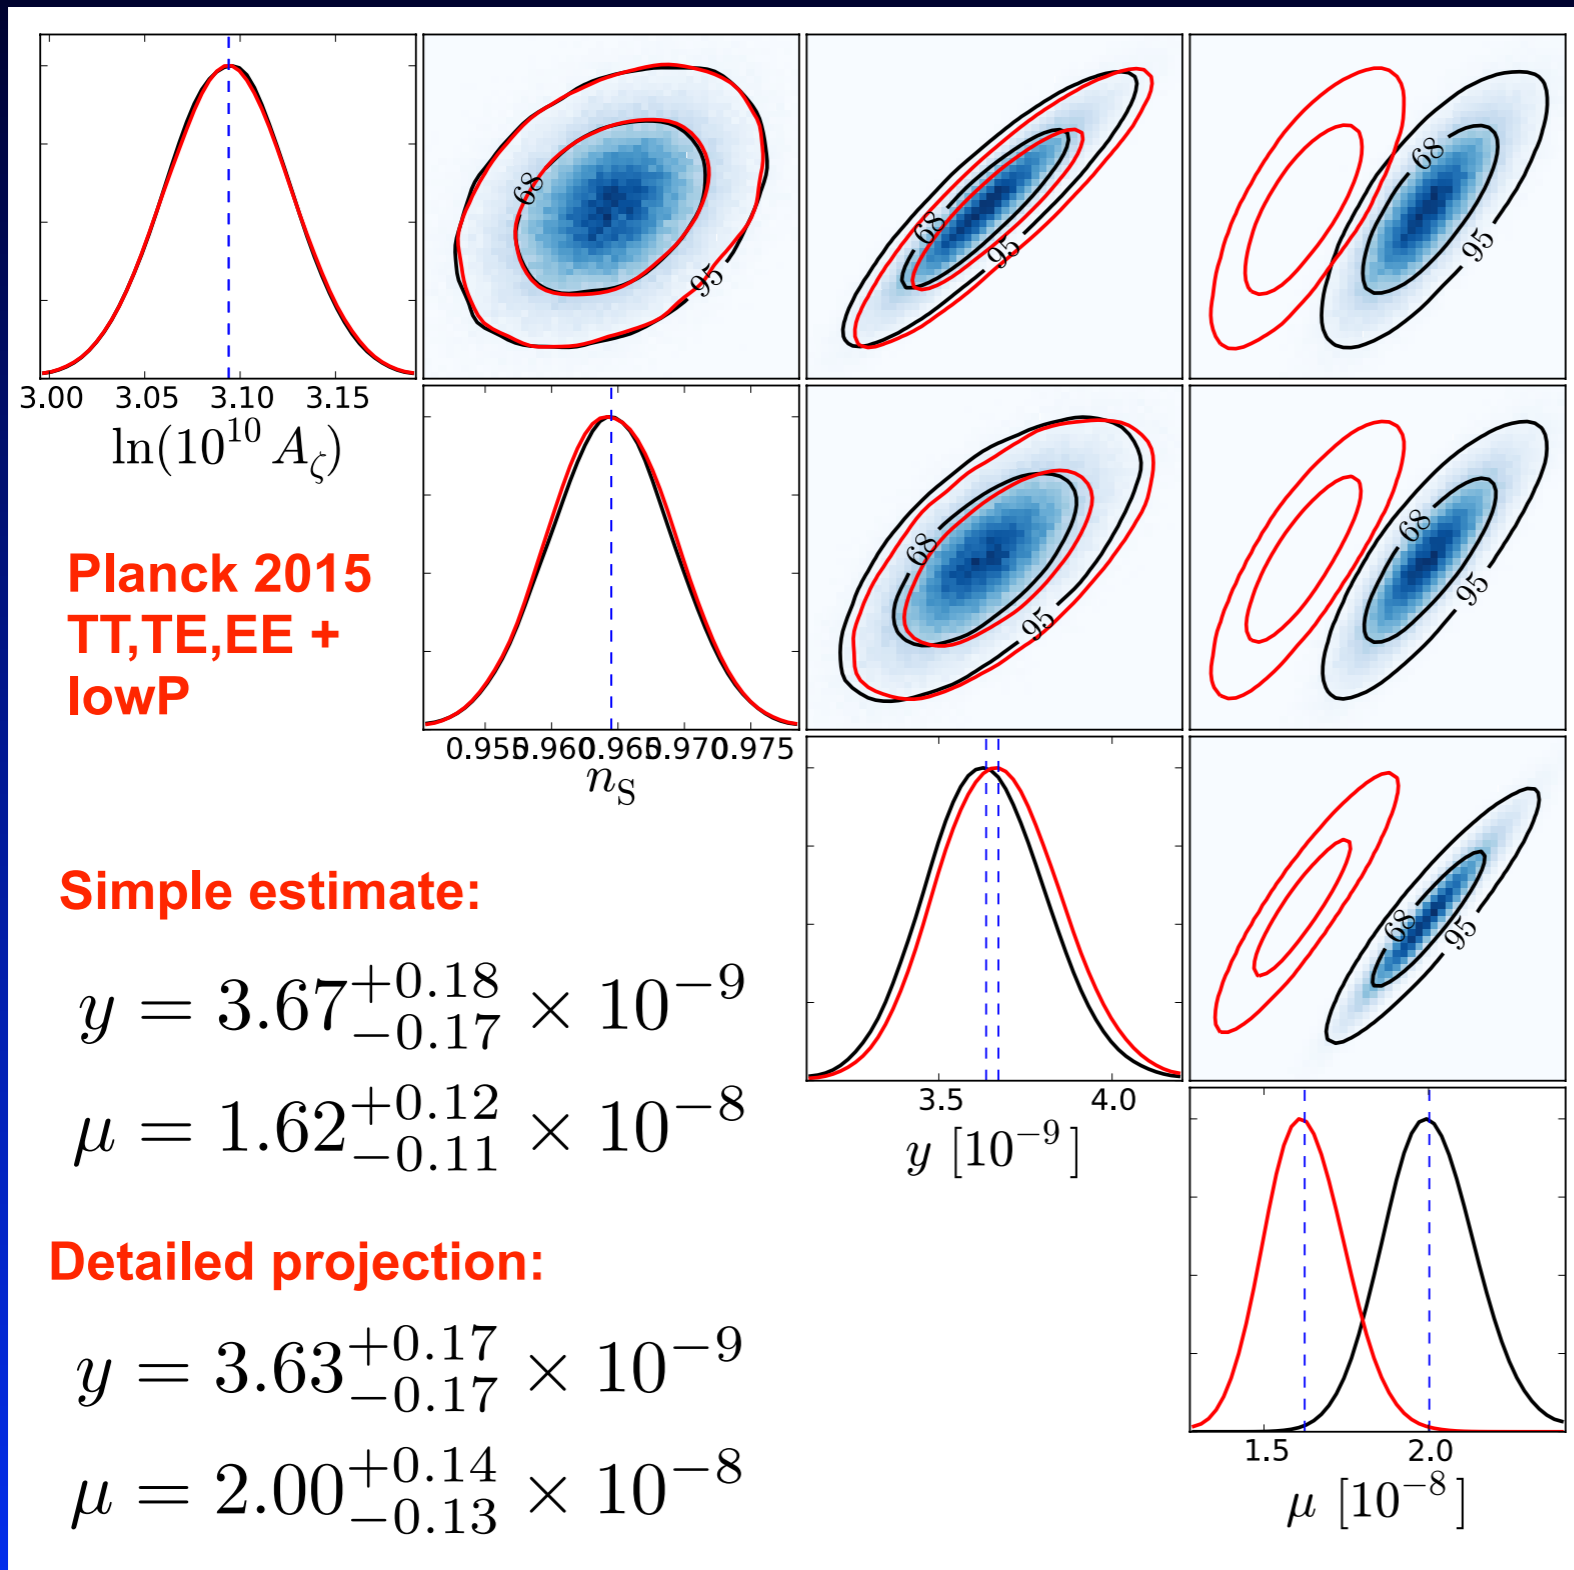 68
95
68
95
68
95
3.00 3.05 3.10 3.15
ln(10^{10} A_ζ)
68
95
68
95
Planck 2015
TT,TE,EE +
lowP
0.955 0.960 0.965 0.970 0.975
n_S
68
95
Simple estimate:
y = 3.67^{+0.18}_{-0.17} × 10^{-9}
μ = 1.62^{+0.12}_{-0.11} × 10^{-8}
3.5 4.0
y [10^{-9}]
Detailed projection:
y = 3.63^{+0.17}_{-0.17} × 10^{-9}
μ = 2.00^{+0.14}_{-0.13} × 10^{-8}
1.5 2.0
μ [10^{-8}]